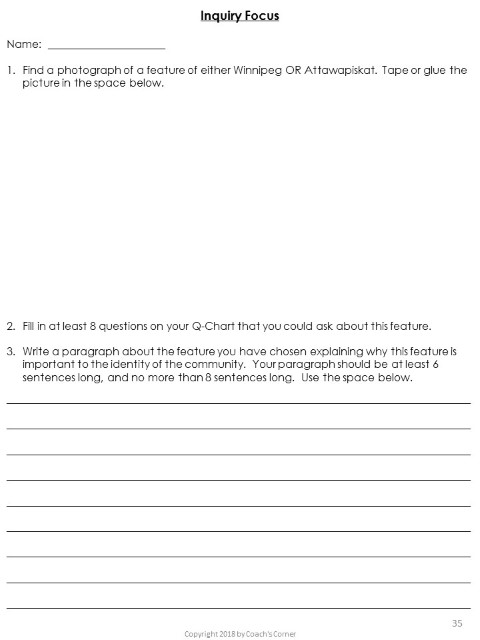 Inquiry Focus
Name: ____________________
1. Find a photograph of a feature of either Winnipeg OR Attawapiskat. Tape or glue the
picture in the space below.
2. Fill in at least 8 questions on your Q-Chart that you could ask about this feature.
3. Write a paragraph about the feature you have chosen explaining why this feature is
important to the identity of the community. Your paragraph should be at least 6
sentences long, and no more than 8 sentences long. Use the space below.
35
Copyright 2018 by Coach's Corner